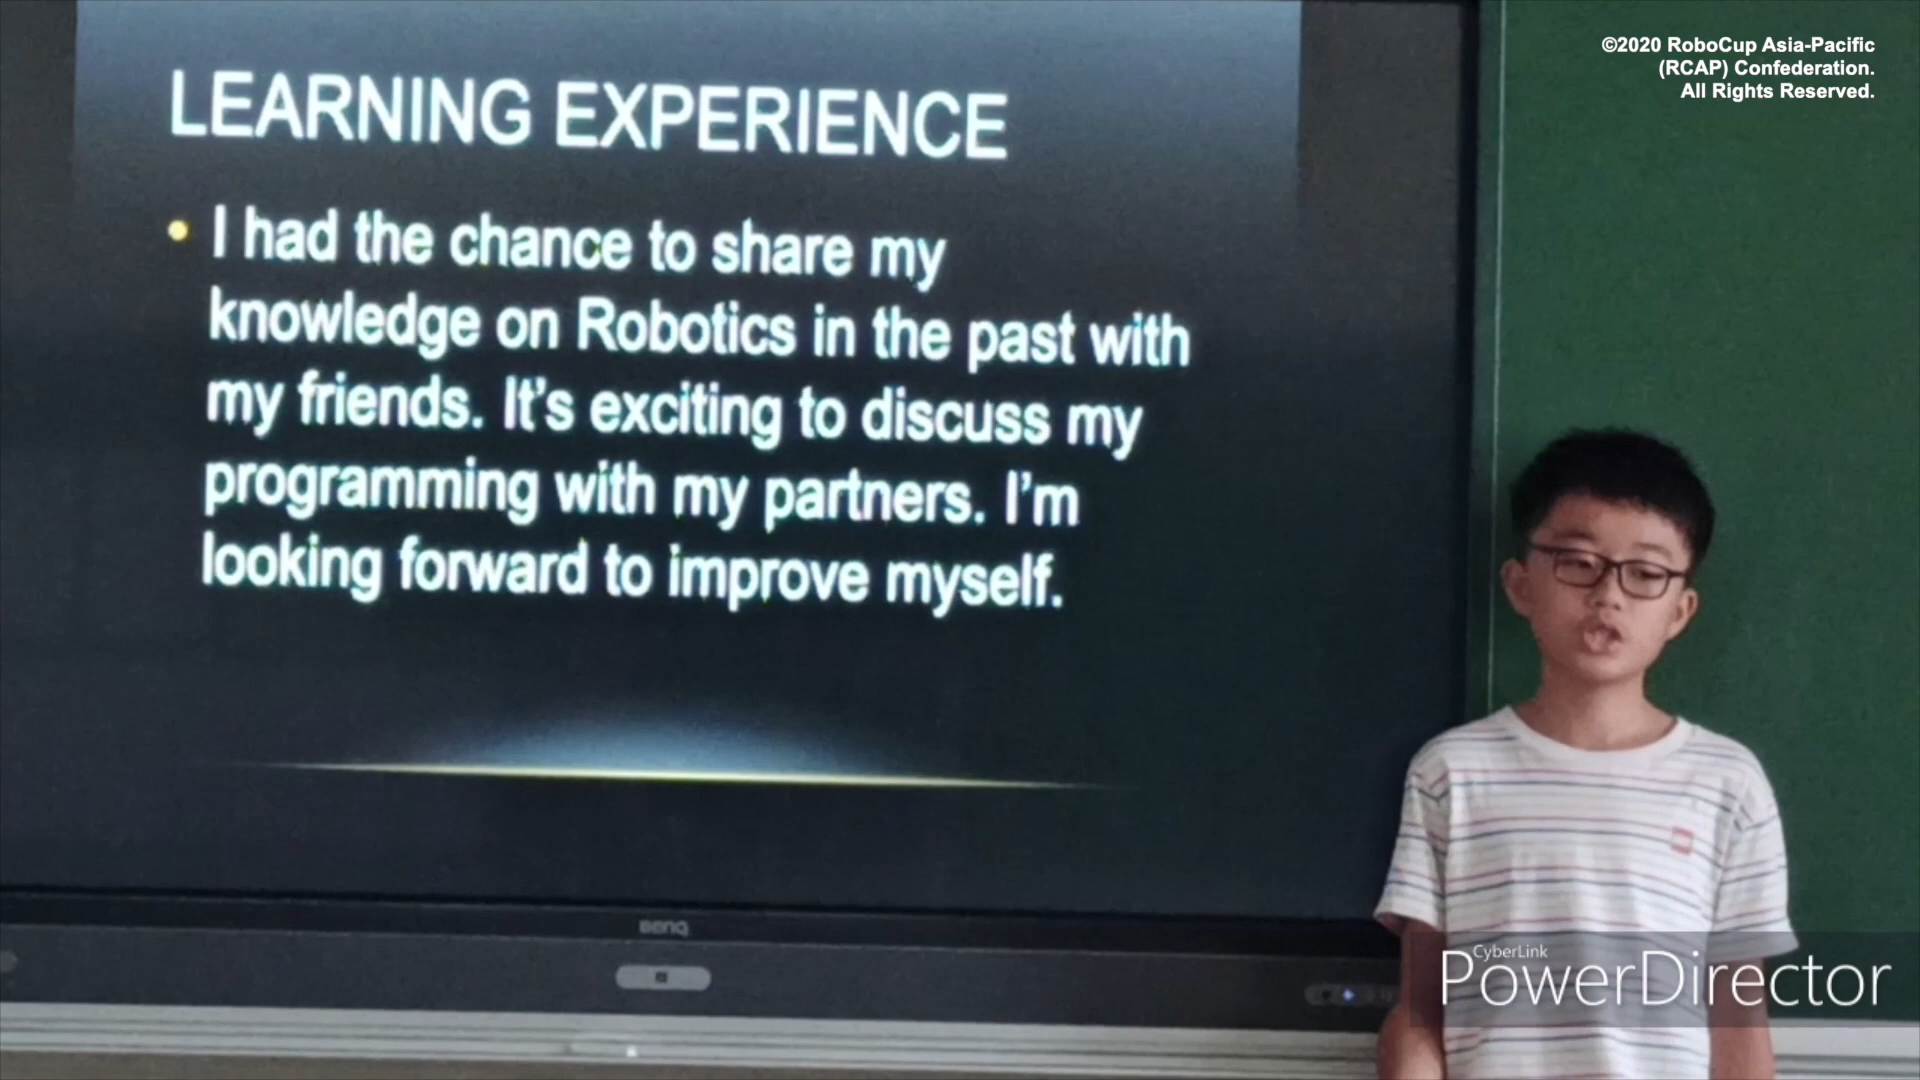 ©2020 RoboCup Asia-Pacific
(RCAP) Confederation.
All Rights Reserved.
LEARNING EXPERIENCE
• I had the chance to share my
knowledge on Robotics in the past with
my friends. It's exciting to discuss my
programming with my partners. I'm
looking forward to improve myself.
BenQ
CyberLink
PowerDirector